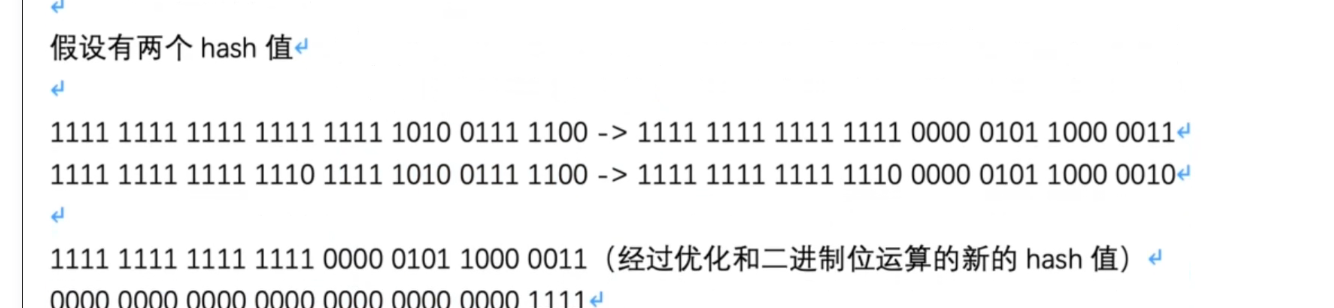 假设有两个 hash 值
1111 1111 1111 1111 1111 1010 0111 1100 -> 1111 1111 1111 1111 0000 0101 1000 0011
1111 1111 1111 1110 1111 1010 0111 1100 -> 1111 1111 1111 1110 0000 0101 1000 0010
1111 1111 1111 1111 0000 0101 1000 0011（经过优化和二进制位运算的新的 hash 值）
0000 0000 0000 0000 0000 0000 0000 1111